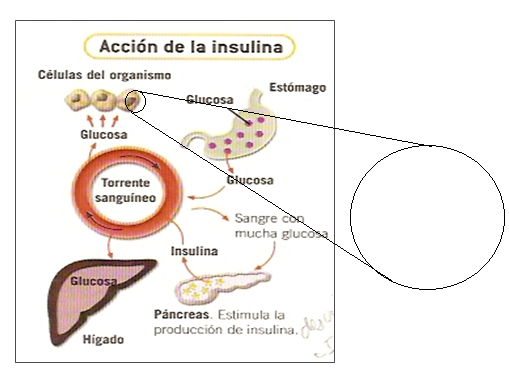 Acción de la insulina
Células del organismo
Estómago
Glucosa
Glucosa
Glucosa
Torrente
sanguíneo
Sangre con
mucha glucosa
Insulina
Glucosa
Páncreas. Estimula la
producción de insulina.
Hígado